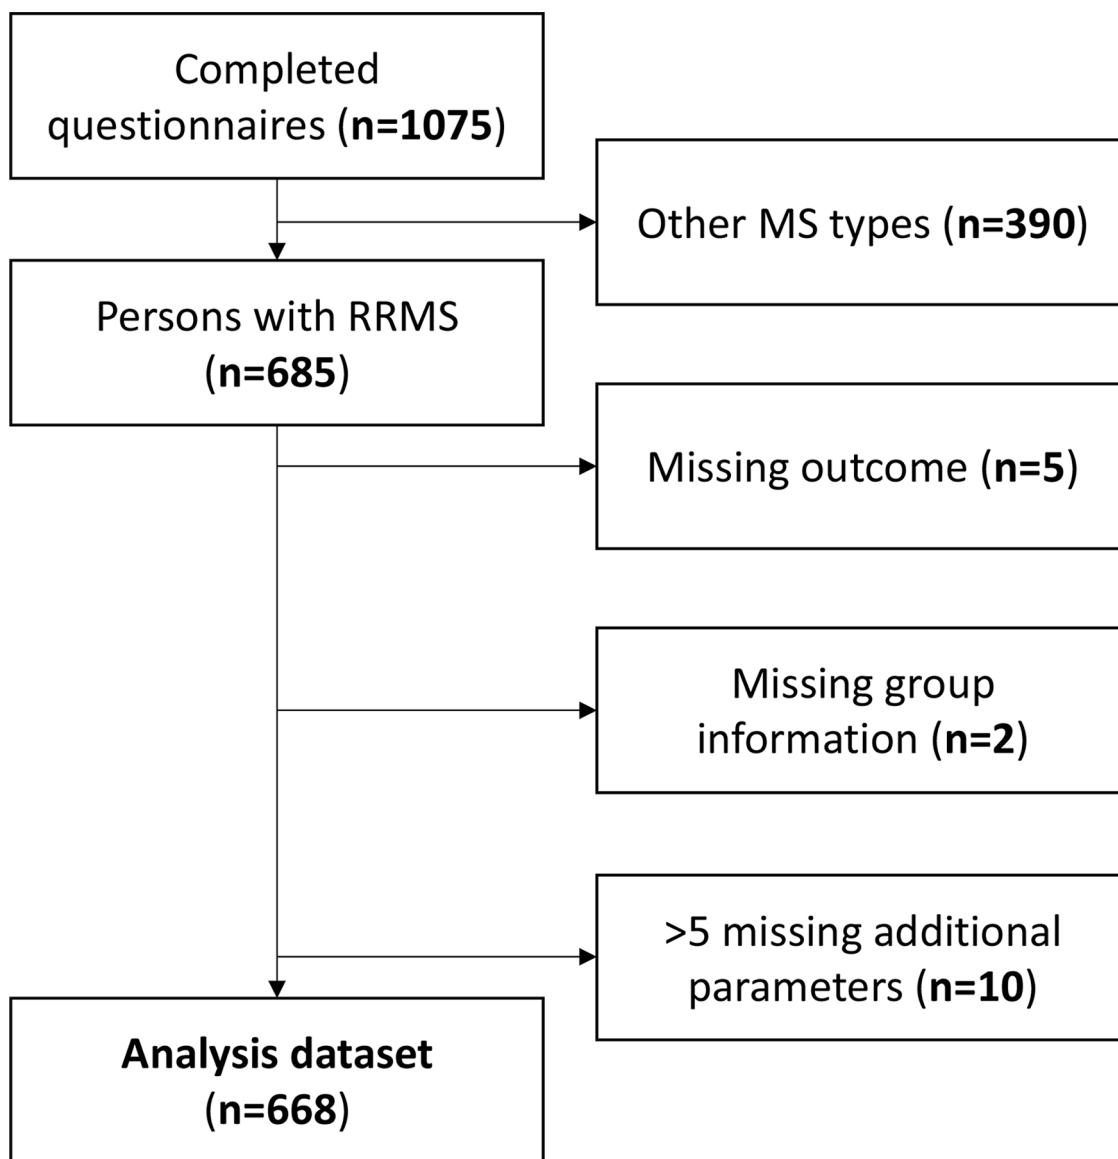 Completed
questionnaires (n=1075)
Other MS types (n=390)
Persons with RRMS
(n=685)
Missing outcome (n=5)
Missing group
information (n=2)
>5 missing additional
parameters (n=10)
Analysis dataset
(n=668)